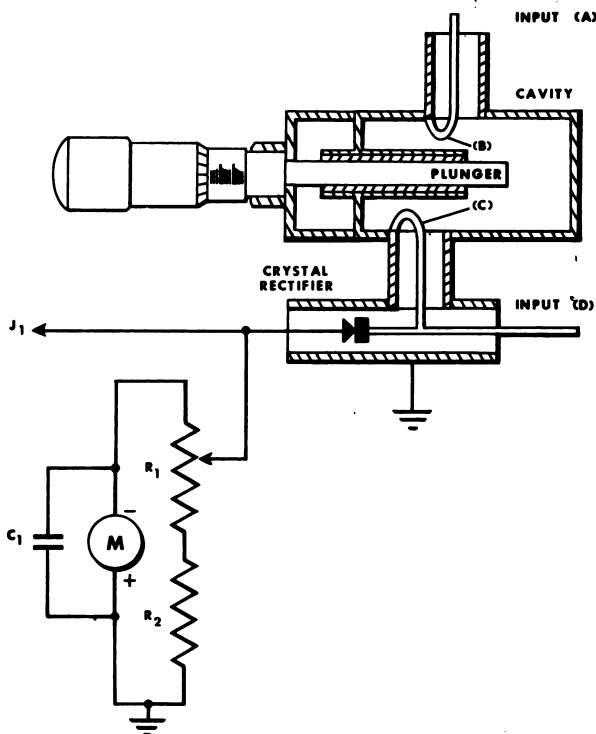 INPUT (A)
CAVITY
(B)
PLUNGER
(C)
CRYSTAL
RECTIFIER
INPUT (D)
J1
R1
C1
−
M
+
R2